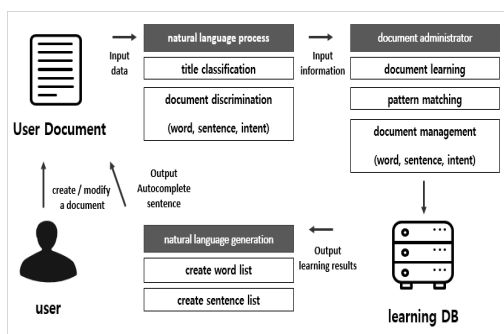 natural language process
document administrator
Input
data
Input
information
title classification
document learning
document discrimination
(word, sentence, intent)
pattern matching
document management
(word, sentence, intent)
User Document
create / modify
a document
Output
Autocomplete
sentence
natural language generation
create word list
create sentence list
Output
learning results
user
learning DB